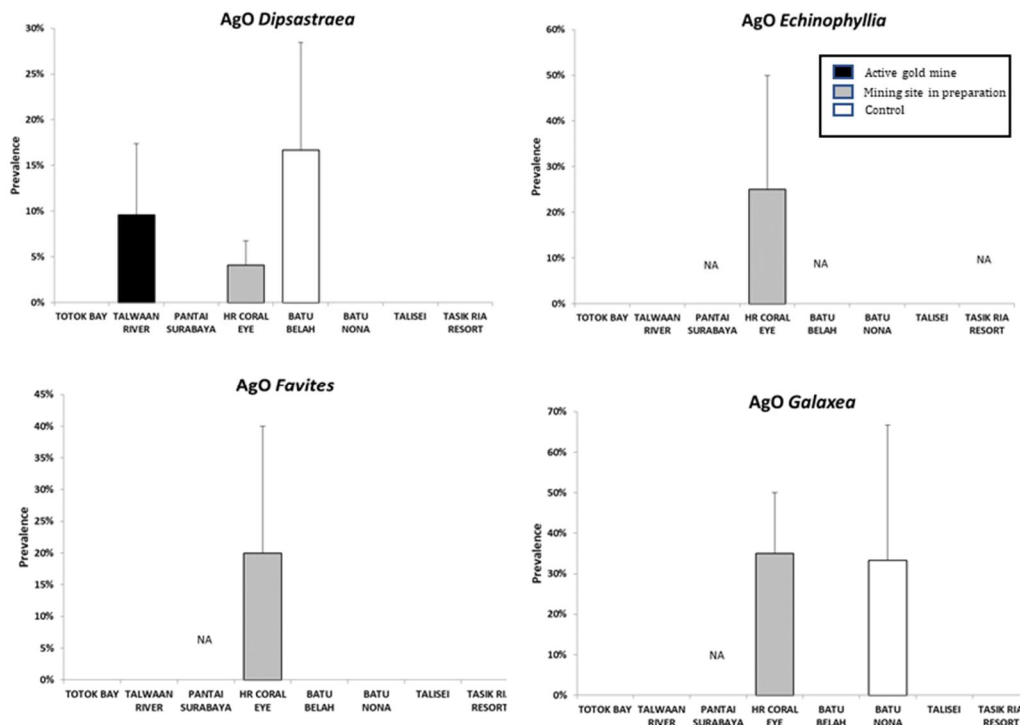 AgO Dipsastraea
30%
25%
20%
15%
10%
5%
0%
Prevalence
TOTOK BAY TALWAAN PANTAI HR CORAL BATU BATU TALISEI TASIK RIA
RIVER SURABAYA EYE BELAH NONA RESORT
AgO Echinophyllia
60%
50%
40%
30%
20%
10%
0%
Prevalence
Active gold mine
Mining site in preparation
Control
NA NA NA
TOTOK BAY TALWAAN PANTAI HR CORAL BATU BATU TALISEI TASIK RIA
RIVER SURABAYA EYE BELAH NONA RESORT
AgO Favites
45%
40%
35%
30%
25%
20%
15%
10%
5%
0%
Prevalence
NA
TOTOK BAY TALWAAN PANTAI HR CORAL BATU BATU TALISEI TASIK RI
RIVER SURABAYA EYE BELAH NONA RESORT
AgO Galaxea
70%
60%
50%
40%
30%
20%
10%
0%
Prevalence
NA
TOTOK BAY TALWAAN PANTAI HR CORAL BATU BATU TALISEI TASIK RIA
RIVER SURABAYA EYE BELAH NONA RESOR